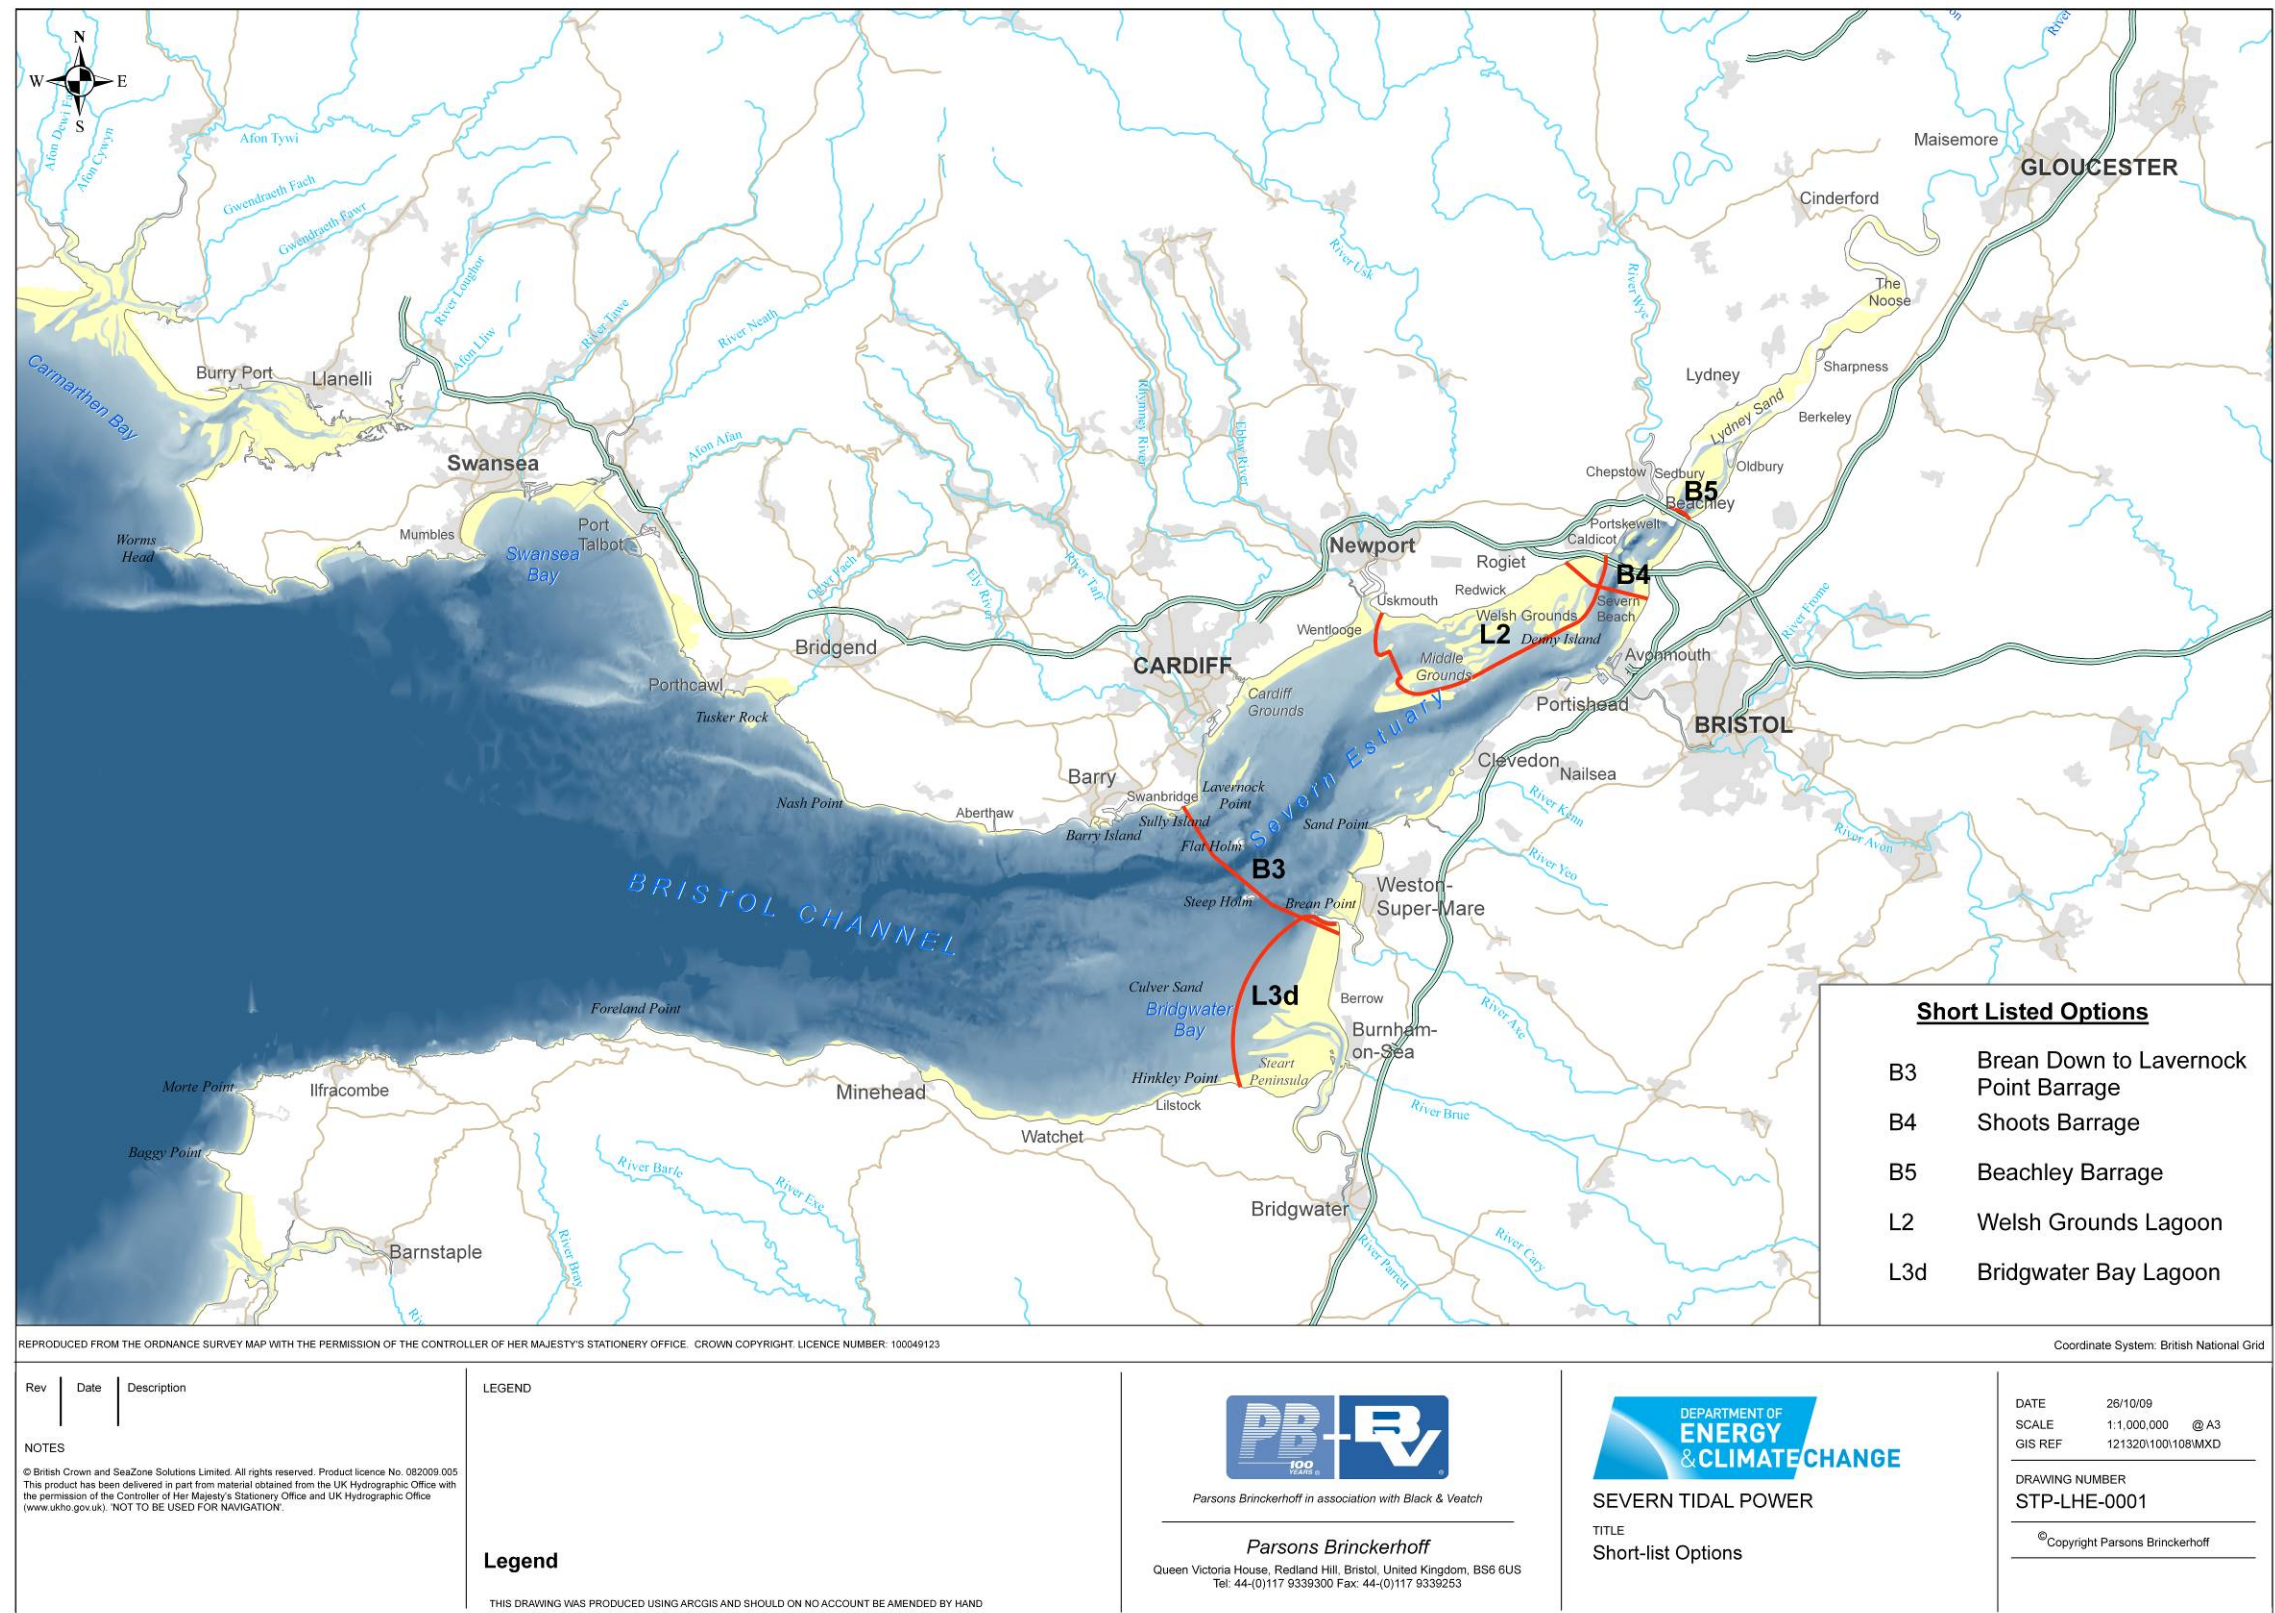 N
W E
S
Afon Cywyn
Afon Tywi
Gwendraeth Fach
Gwendraeth Fawr
River Loughor
Afon Lliw
River Tawe
River Neath
Afon Afan
Ogwr Fach
Ely River
River Taff
Rhymney River
Ebbw River
River Usk
River Wye
River
Maisemore
GLOUCESTER
Cinderford
The
Noose
Sharpness
Lydney
Lydney Sand
Berkeley
Oldbury
Chepstow
Sedbury
B5
Beachley
Portskewett
Caldicot
B4
Severn
Beach
Carmarthen Bay
Burry Port
Llanelli
Swansea
Mumbles
Port
Talbot
Swansea
Bay
Worms
Head
Newport
Rogiet
Redwick
Uskmouth
Welsh Grounds
L2
Denny Island
Middle
Grounds
Wentlooge
Avonmouth
Portishead
BRISTOL
River Frome
Bridgend
Porthcawl
Tusker Rock
CARDIFF
Cardiff
Grounds
Severn Estuary
Clevedon
Nailsea
River Kenn
River Yeo
River Avon
Nash Point
Aberthaw
Barry
Barry Island
Swanbridge
Sully Island
Lavernock
Point
Flat Holm
Sand Point
B3
Steep Holm
Brean Point
Weston-
Super-Mare
BRISTOL CHANNEL
Culver Sand
Bridgwater
Bay
L3d
Berrow
Burnham-
on-Sea
Steart
Peninsula
Hinkley Point
Lilstock
River Axe
River Brue
Foreland Point
Morte Point
Ilfracombe
Minehead
Watchet
Baggy Point
Barnstaple
River Bray
River Barle
River Exe
Bridgwater
River Parrett
River Cary
Short Listed Options
B3 Brean Down to Lavernock
Point Barrage
B4 Shoots Barrage
B5 Beachley Barrage
L2 Welsh Grounds Lagoon
L3d Bridgwater Bay Lagoon
REPRODUCED FROM THE ORDNANCE SURVEY MAP WITH THE PERMISSION OF THE CONTROLLER OF HER MAJESTY'S STATIONERY OFFICE. CROWN COPYRIGHT. LICENCE NUMBER: 100049123
Coordinate System: British National Grid
Rev Date Description
NOTES
© British Crown and SeaZone Solutions Limited. All rights reserved. Product licence No. 082009.005
This product has been delivered in part from material obtained from the UK Hydrographic Office with
the permission of the Controller of Her Majesty's Stationery Office and UK Hydrographic Office
(www.ukho.gov.uk). 'NOT TO BE USED FOR NAVIGATION'.
LEGEND
Legend
THIS DRAWING WAS PRODUCED USING ARCGIS AND SHOULD ON NO ACCOUNT BE AMENDED BY HAND
PB + BV
100
YEARS
Parsons Brinckerhoff in association with Black & Veatch
Parsons Brinckerhoff
Queen Victoria House, Redland Hill, Bristol, United Kingdom, BS6 6US
Tel: 44-(0)117 9339300 Fax: 44-(0)117 9339253
DEPARTMENT OF
ENERGY
& CLIMATE CHANGE
SEVERN TIDAL POWER
TITLE
Short-list Options
DATE 26/10/09
SCALE 1:1,000,000 @ A3
GIS REF 121320\100\108\MXD
DRAWING NUMBER
STP-LHE-0001
©Copyright Parsons Brinckerhoff